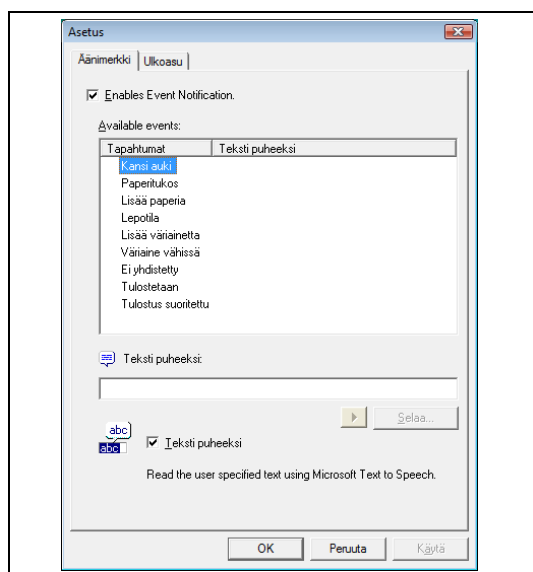 Asetus
Äänimerkki Ulkoasu
Enables Event Notification.
Available events:
Tapahtumat Teksti puheeksi
Kansi auki
Paperitukos
Lisää paperia
Lepotila
Lisää väriainetta
Väriaine vähissä
Ei yhdistetty
Tulostetaan
Tulostus suoritettu
Teksti puheeksi:
Selaa...
abc
abc
Teksti puheeksi
Read the user specified text using Microsoft Text to Speech.
OK Peruuta Käytä